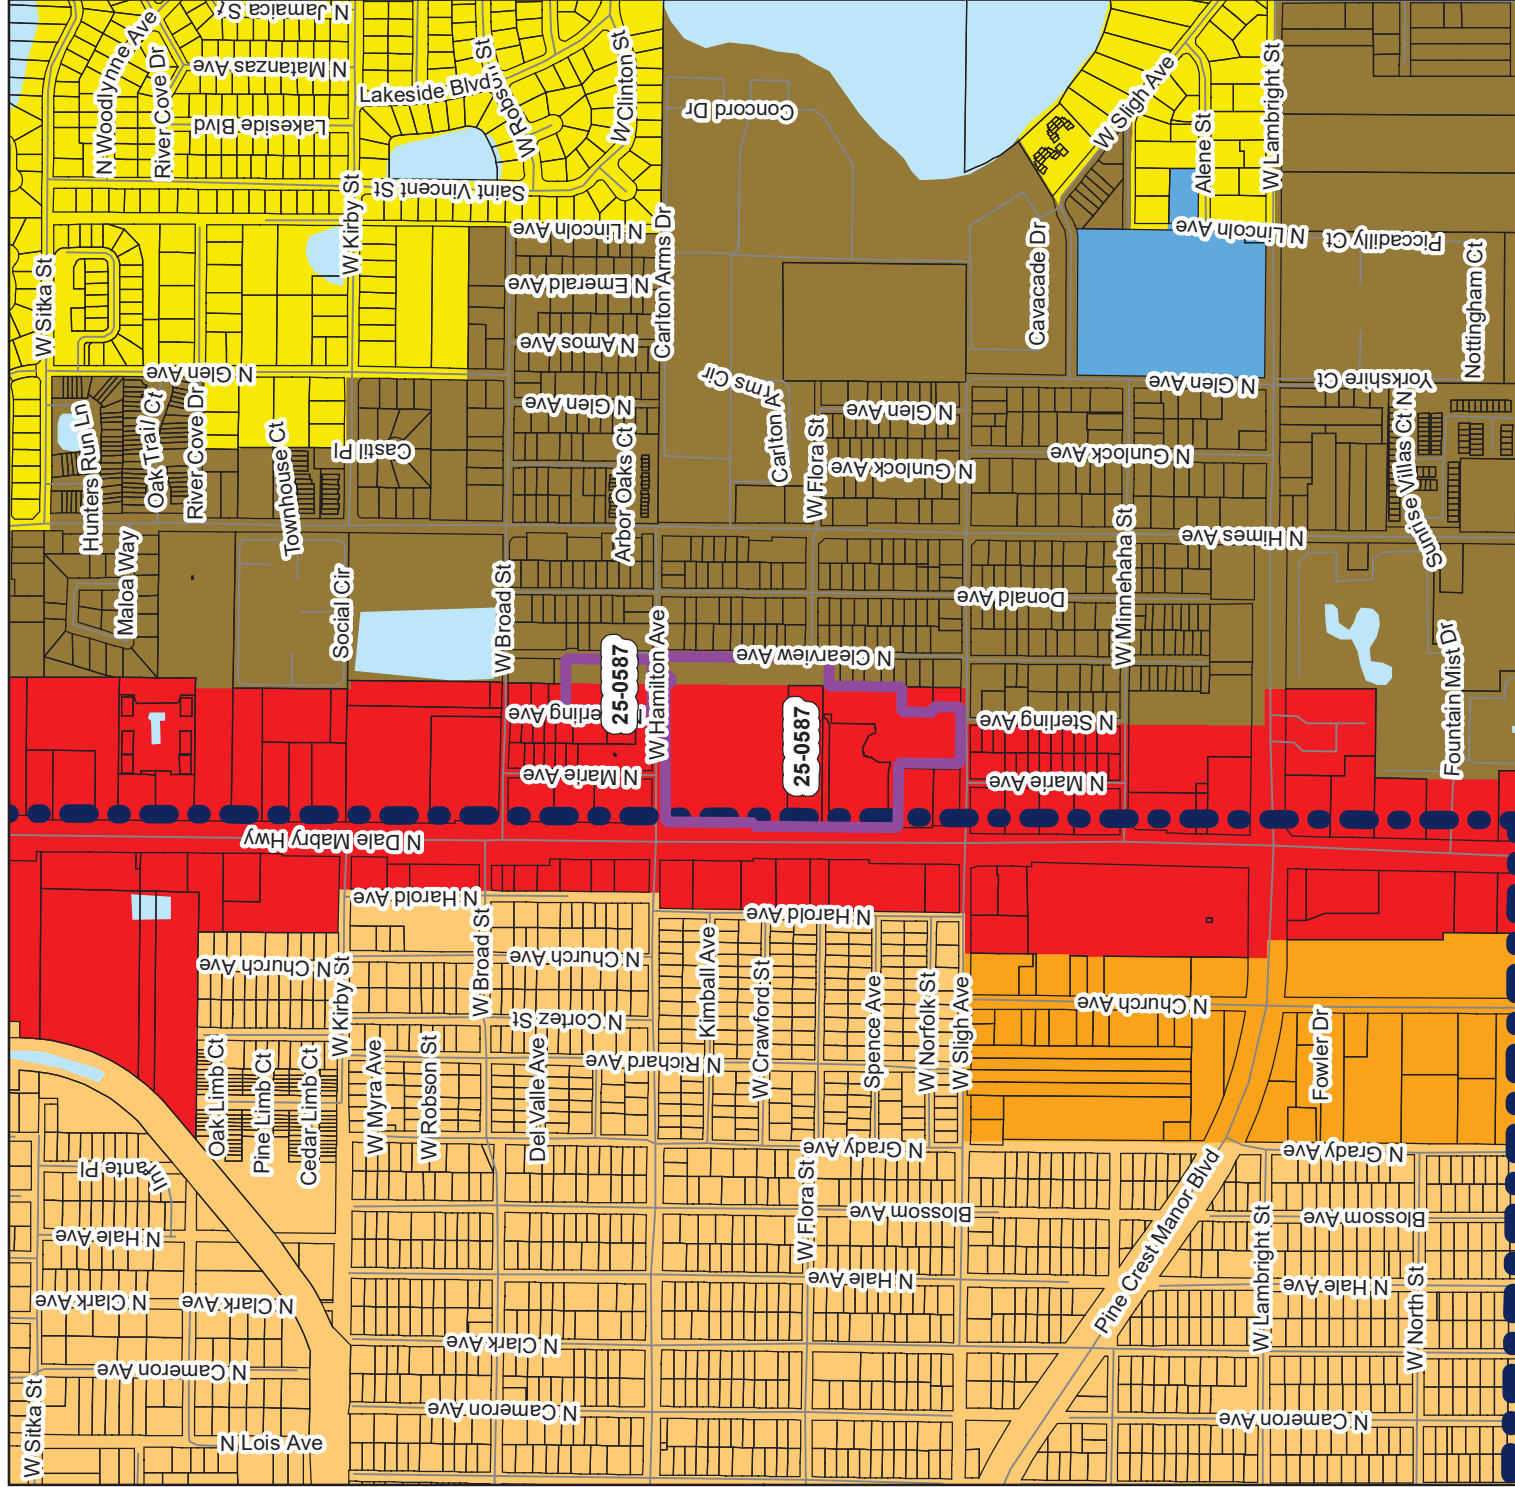 N Jamaica St
N Woodlynne Ave
River Cove Dr
N Matanzas Ave
Lakeside Blvd
Lakeside Blvd
W Robson St
W Clinton St
Concord Dr
W Sligh Ave
Alene St
W Lambright St
Saint Vincent St
W Kirby St
N Lincoln Ave
N Lincoln Ave
Piccadilly Ct
W Sitka St
N Emerald Ave
Carlton Arms Dr
Cavacade Dr
Nottingham Ct
N Amos Ave
N Glen Ave
N Glen Ave
N Glen Ave
N Glen Ave
Carlton Arms Cir
Yorkshire Ct
Hunters Run Ln
Oak Trail/ Ct
River Cove Dr
Townhouse Ct
Castil Pl
Arbor Oaks Ct
W Flora St
N Gunlock Ave
N Gunlock Ave
Sunrise Villas Ct N
Maloa Way
Social Cir
W Broad St
N Himes Ave
W Minnehaha St
Donald Ave
W Hamilton Ave
N Clearview Ave
Fountain Mist Dr
25-0587
25-0587
N Sterling Ave
N Marie Ave
N Marie Ave
N Dale Mabry Hwy
N Harold Ave
N Harold Ave
N Church Ave
N Church Ave
N Church Ave
W Kirby St
W Broad St
Kimball Ave
W Crawford St
Spence Ave
W Norfolk St
W Sligh Ave
N Cortez St
N Richard Ave
Fowler Dr
Oak Limb Ct
Pine Limb Ct
Cedar Limb Ct
W Myra Ave
W Robson St
Del Valle Ave
N Grady Ave
N Grady Ave
Infante Pl
W Flora St
Blossom Ave
Blossom Ave
Pine Crest Manor Blvd
W Lambright St
N Hale Ave
N Hale Ave
N Hale Ave
W North St
N Clark Ave
N Clark Ave
N Clark Ave
N Cameron Ave
N Cameron Ave
N Cameron Ave
W Sitka St
N Lois Ave